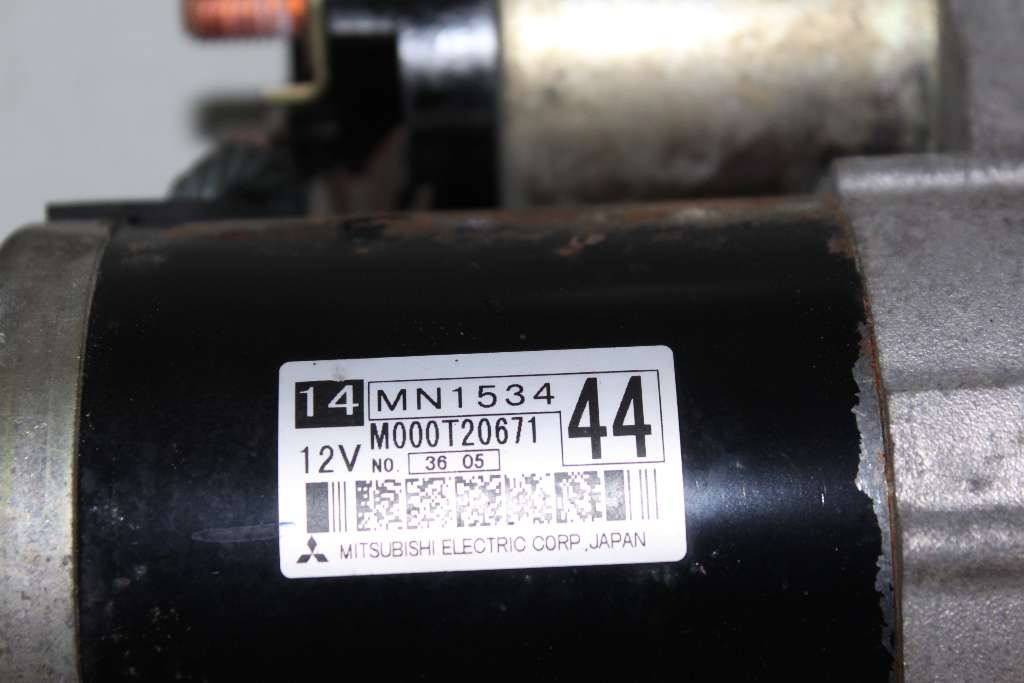 14 MN1534 44
M000T20671
12V NO. 36 05
MITSUBISHI ELECTRIC CORP., JAPAN